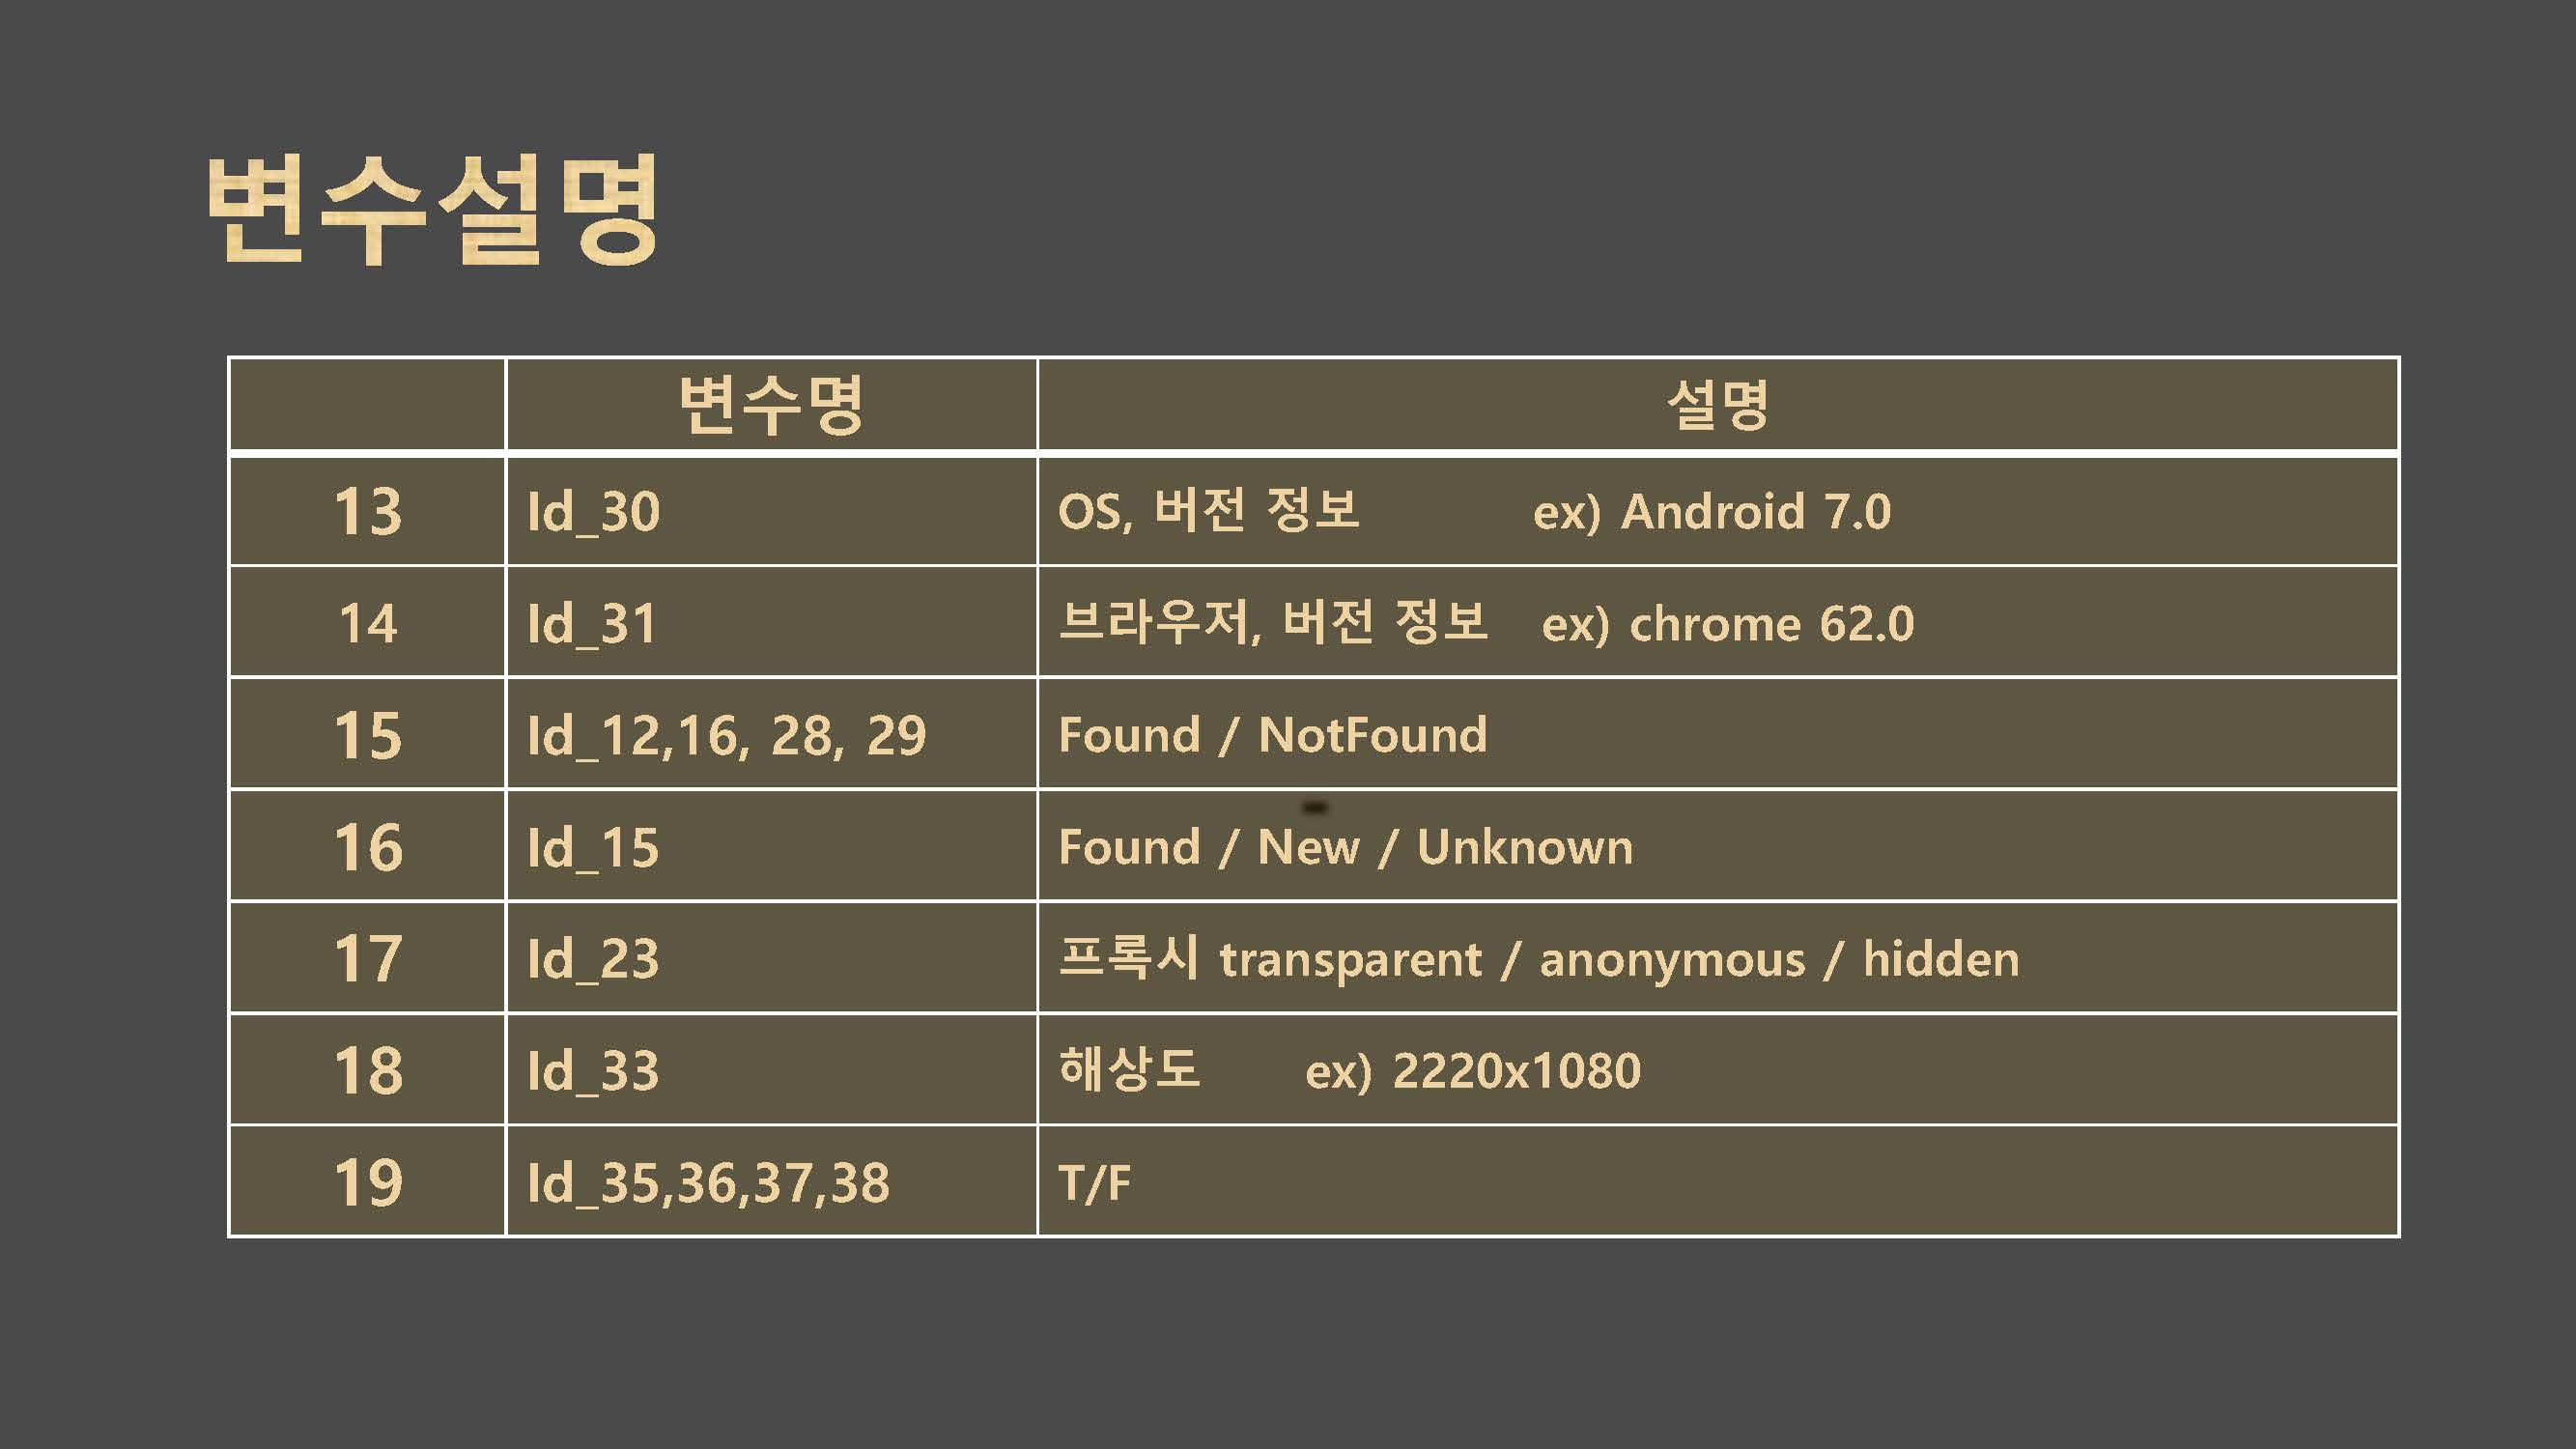 변수설명
변수명 설명
13 Id_30 OS, 버전 정보 ex) Android 7.0
14 Id_31 브라우저, 버전 정보 ex) chrome 62.0
15 Id_12,16, 28, 29 Found / NotFound
16 Id_15 Found / New / Unknown
17 Id_23 프록시 transparent / anonymous / hidden
18 Id_33 해상도 ex) 2220x1080
19 Id_35,36,37,38 T/F